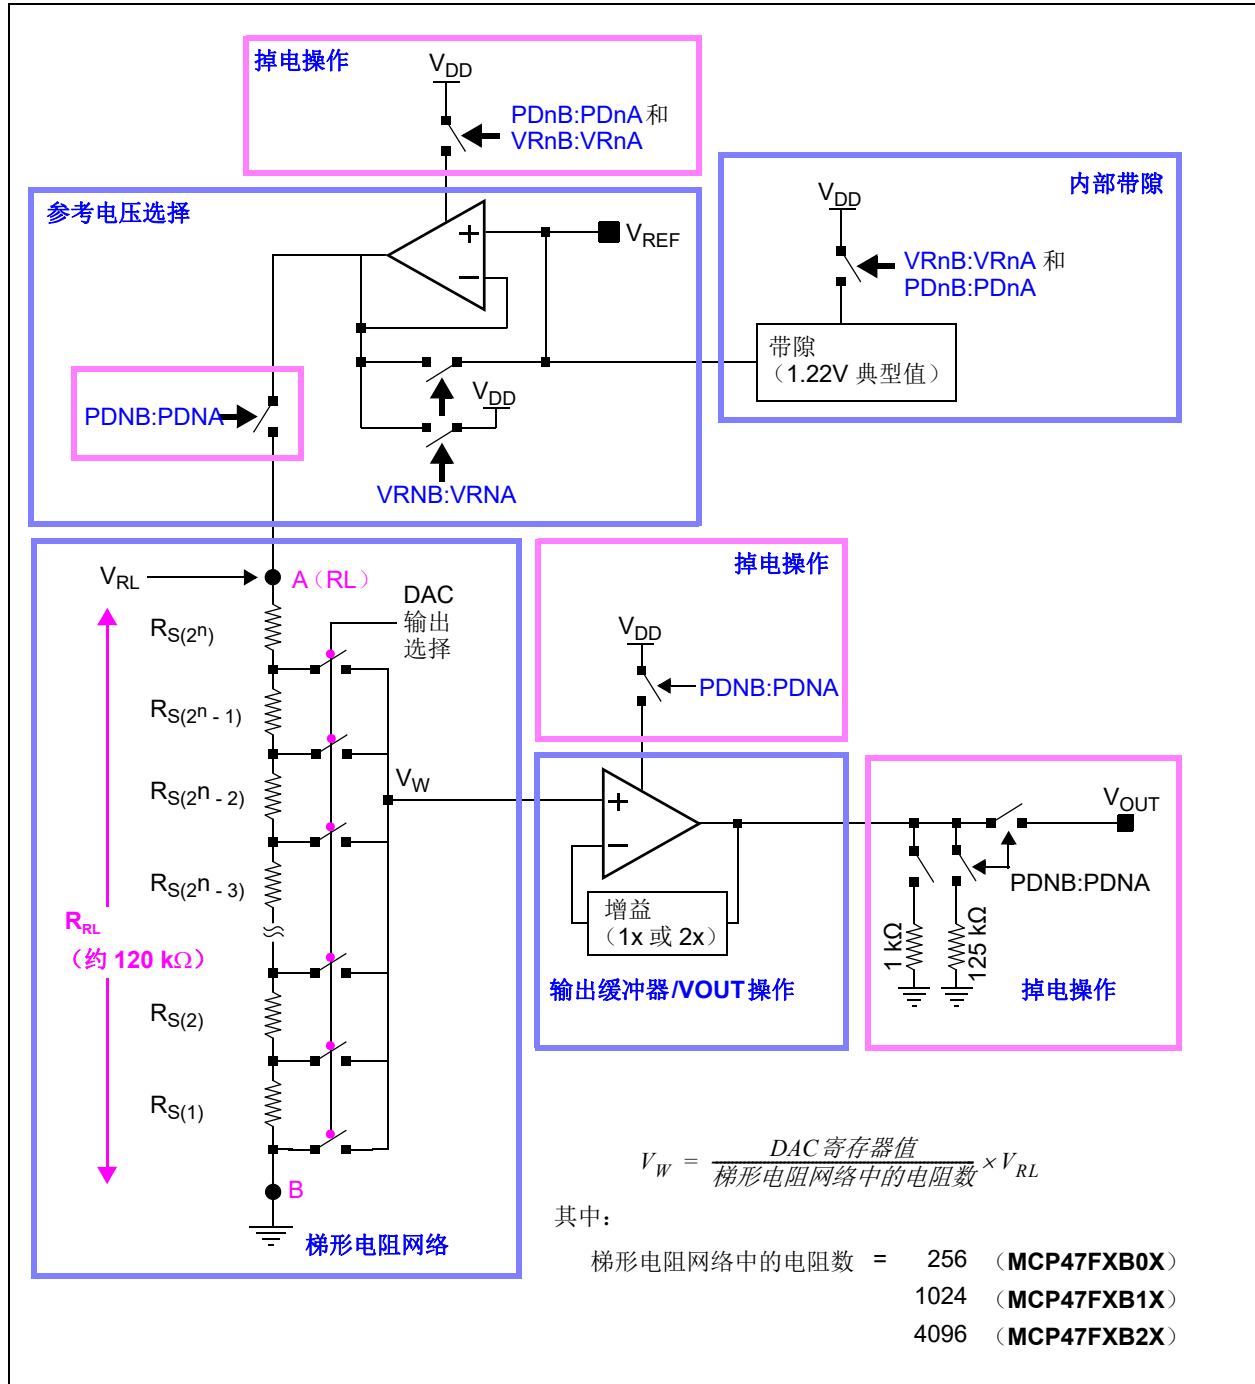 掉电操作
VDD
PDnB:PDnA 和
VRnB:VRnA
参考电压选择
+
−
VREF
内部带隙
VDD
VRnB:VRnA 和
PDnB:PDnA
带隙
（1.22V 典型值）
PDNB:PDNA
VDD
VRNB:VRNA
VRL
A（RL）
DAC
输出
选择
RS(2n)
RS(2n - 1)
RS(2n - 2)
RS(2n - 3)
RRL
（约 120 kΩ）
RS(2)
RS(1)
VW
B
梯形电阻网络
掉电操作
VDD
PDNB:PDNA
+
−
增益
（1x 或 2x）
输出缓冲器/VOUT 操作
VOUT
PDNB:PDNA
1 kΩ
125 kΩ
掉电操作
VW = DAC 寄存器值 / 梯形电阻网络中的电阻数 × VRL
其中：
梯形电阻网络中的电阻数 = 256 （MCP47FXB0X）
1024 （MCP47FXB1X）
4096 （MCP47FXB2X）